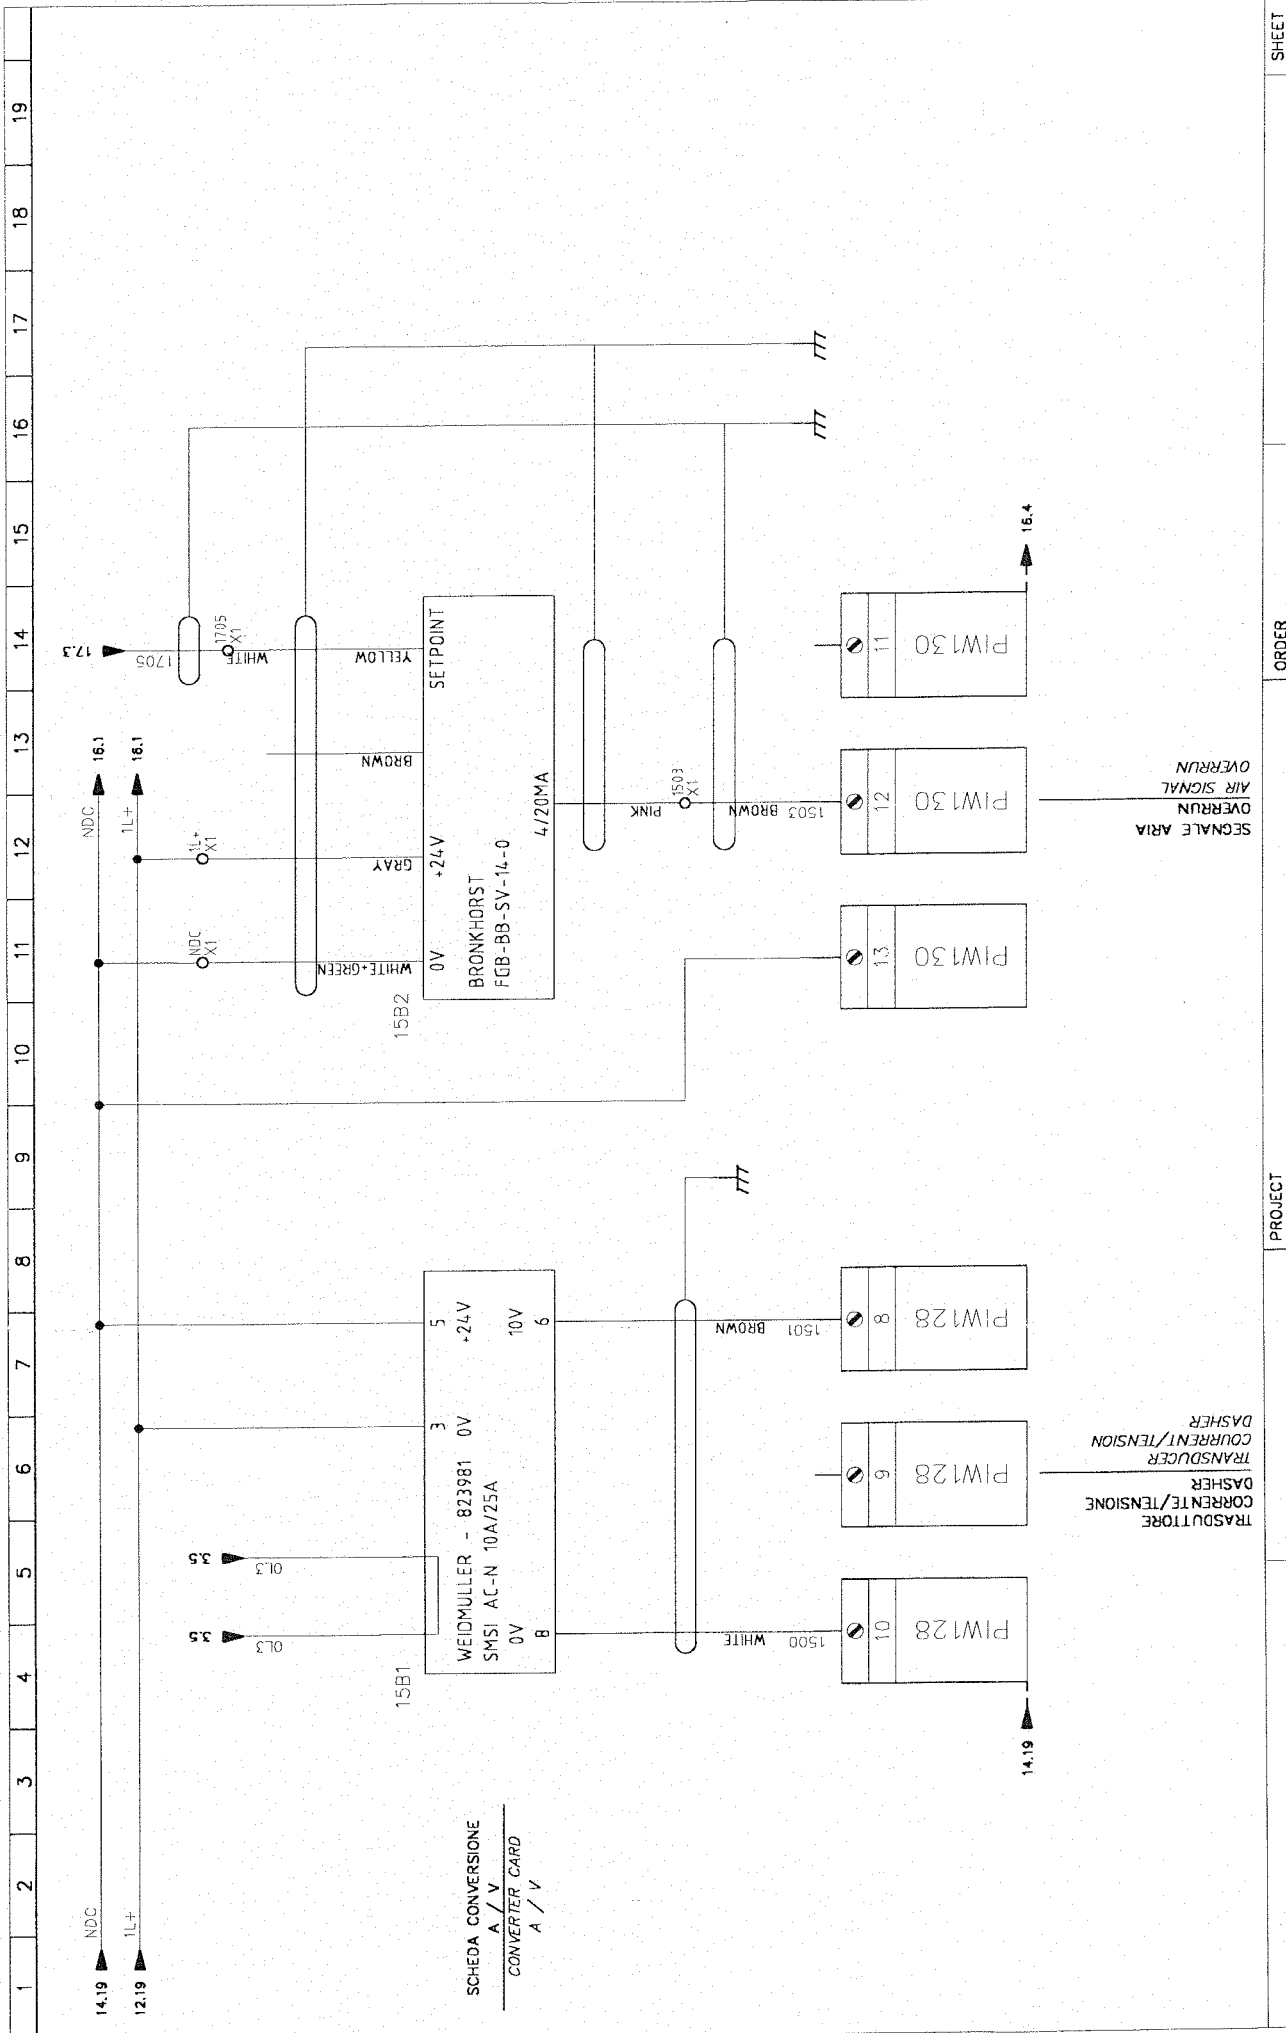 1 2 3 4 5 6 7 8 9 10 11 12 13 14 15 16 17 18 19
14.19
NDC
NDC
16.1
12.19
1L+
1L+
16.1
17.3
1705
1705
X1
WHITE
3.5
0L3
3.5
0L3
NDC
X1
1L+
X1
WHITE+GREEN
GRAY
BROWN
YELLOW
15B1
3
5
WEIDMULLER - 823981
0V
+24V
SMSI AC-N 10A/25A
0V
10V
8
6
15B2
0V
+24V
SETPOINT
BRONKHORST
FGB-BB-SV-14-0
4/20MA
SCHEDA CONVERSIONE
A / V
CONVERTER CARD
A / V
PINK
1503
X1
WHITE
1500
BROWN
1501
BROWN
1503
10
PIW128
9
PIW128
8
PIW128
13
PIW130
12
PIW130
11
PIW130
14.19
16.4
TRASDUTTORE
CORRENTE/TENSIONE
DASHER
TRANSDUCER
COURRENT/TENSION
DASHER
SEGNALE ARIA
OVERRUN
AIR SIGNAL
OVERRUN
PROJECT
ORDER
SHEET